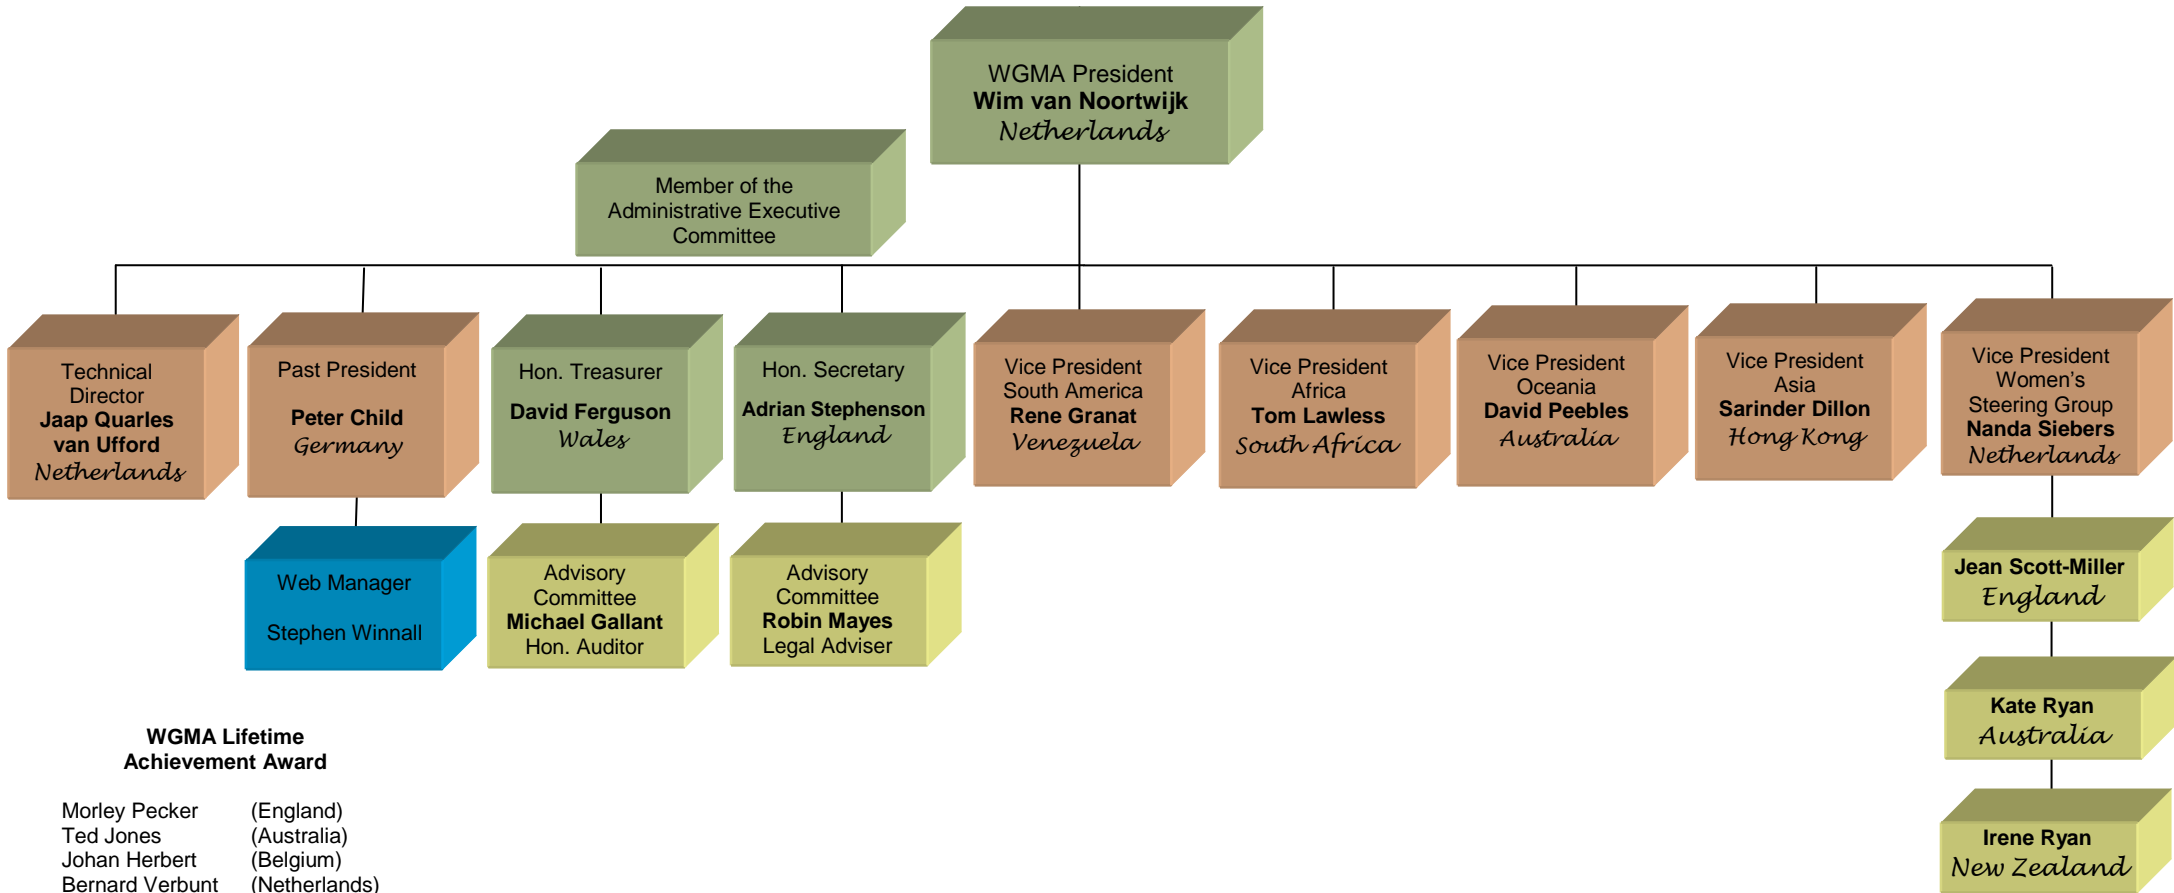 WGMA President
Wim van Noortwijk
Netherlands
Member of the
Administrative Executive
Committee
Technical
Director
Jaap Quarles
van Ufford
Netherlands
Past President
Peter Child
Germany
Hon. Treasurer
David Ferguson
Wales
Hon. Secretary
Adrian Stephenson
England
Vice President
South America
Rene Granat
Venezuela
Vice President
Africa
Tom Lawless
South Africa
Vice President
Oceania
David Peebles
Australia
Vice President
Asia
Sarinder Dillon
Hong Kong
Vice President
Women's
Steering Group
Nanda Siebers
Netherlands
Web Manager
Stephen Winnall
Advisory
Committee
Michael Gallant
Hon. Auditor
Advisory
Committee
Robin Mayes
Legal Adviser
Jean Scott-Miller
England
Kate Ryan
Australia
Irene Ryan
New Zealand
WGMA Lifetime
Achievement Award
Morley Pecker (England)
Ted Jones (Australia)
Johan Herbert (Belgium)
Bernard Verbunt (Netherlands)